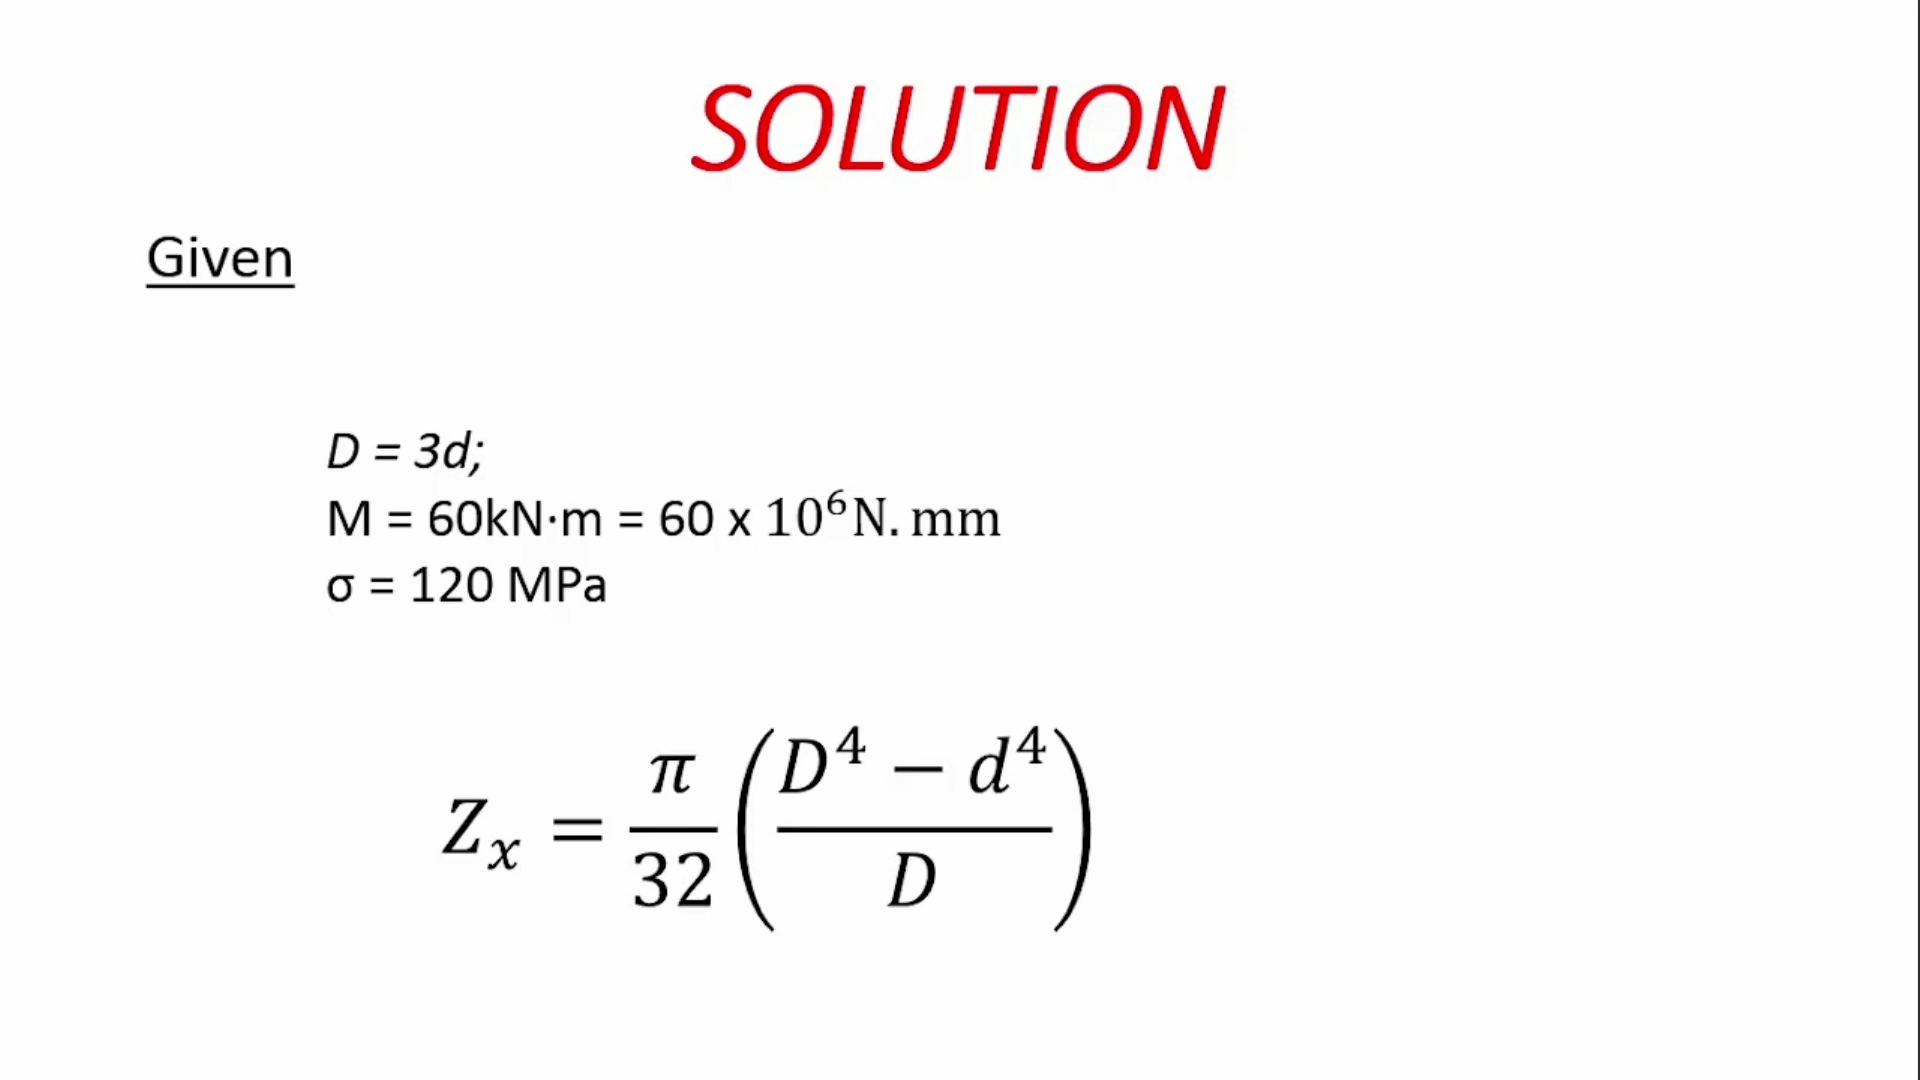 SOLUTION
Given
D = 3d;
M = 60kN·m = 60 x 10⁶N. mm
σ = 120 MPa
Zₓ = π/32 (D⁴ − d⁴/D)